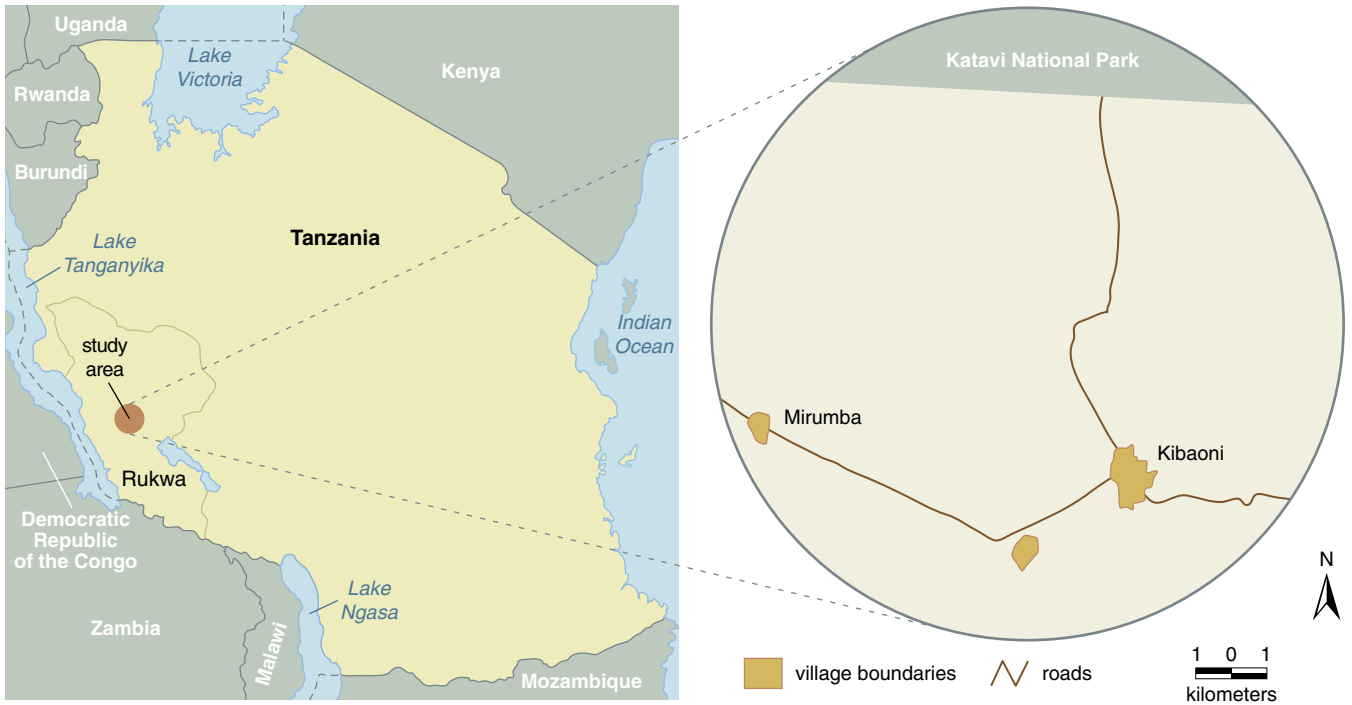 Uganda
Lake
Victoria
Kenya
Rwanda
Burundi
Lake
Tanganyika
Tanzania
Indian
Ocean
study
area
Rukwa
Democratic
Republic
of the Congo
Lake
Ngasa
Zambia
Malawi
Mozambique
Katavi National Park
Mirumba
Kibaoni
N
village boundaries
roads
1 0 1
kilometers